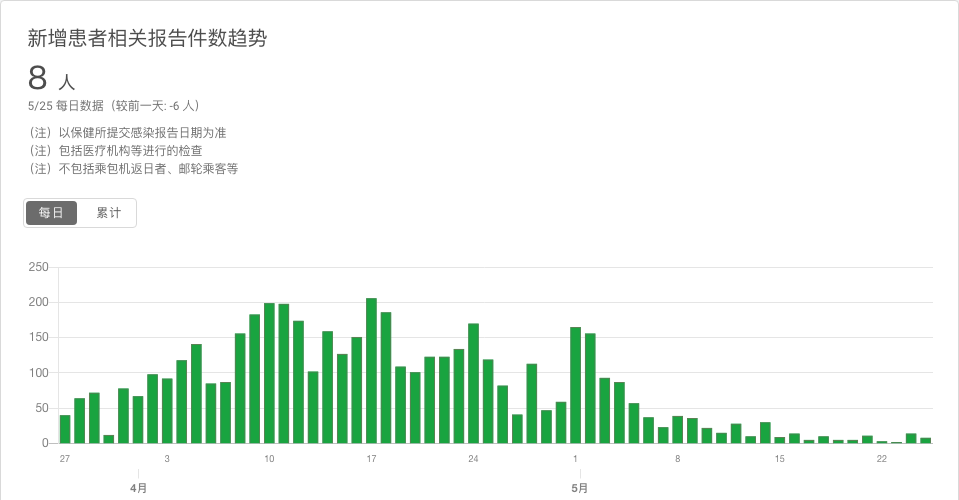 新增患者相关报告件数趋势
8 人
5/25 每日数据（较前一天: -6 人）
（注）以保健所提交感染报告日期为准
（注）包括医疗机构等进行的检查
（注）不包括乘包机返日者、邮轮乘客等
每日 累计
250
200
150
100
50
0
27 3 10 17 24 1 8 15 22
4月 5月